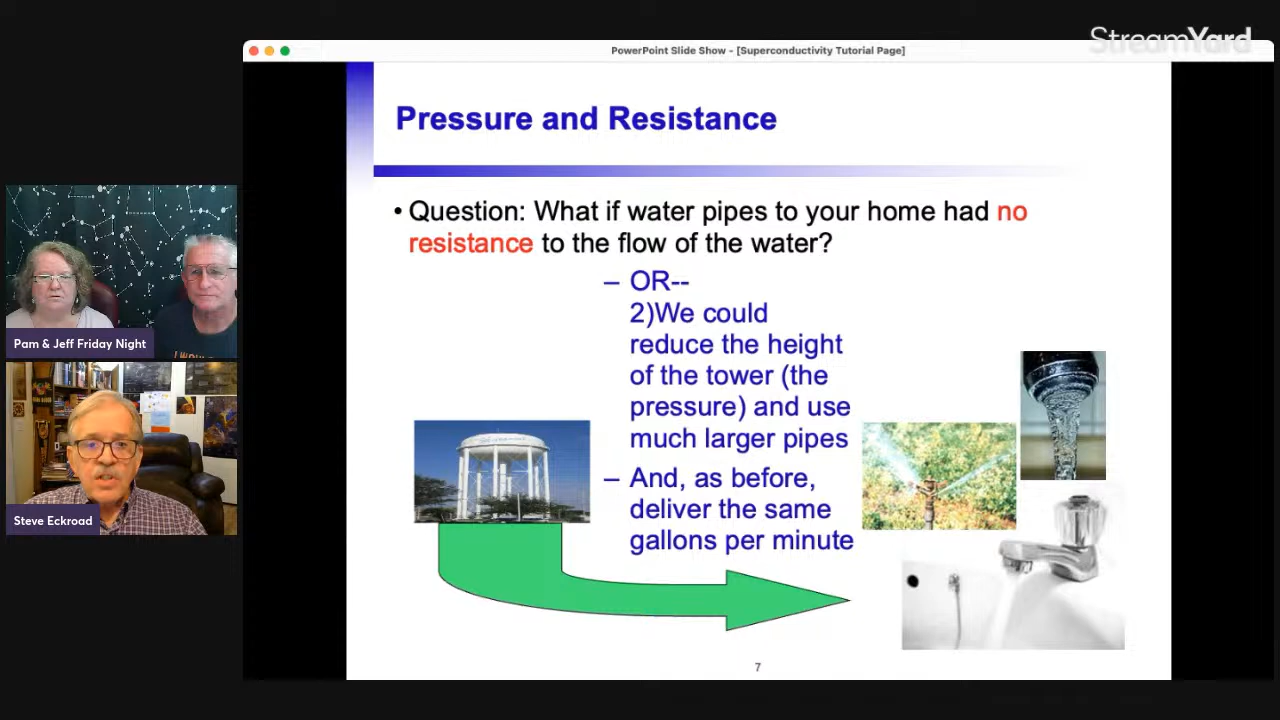 StreamYard
PowerPoint Slide Show - [Superconductivity Tutorial Page]
Pressure and Resistance
• Question: What if water pipes to your home had no
resistance to the flow of the water?
– OR--
2)We could
reduce the height
of the tower (the
pressure) and use
much larger pipes
– And, as before,
deliver the same
gallons per minute
7
Pam & Jeff Friday Night
Steve Eckroad